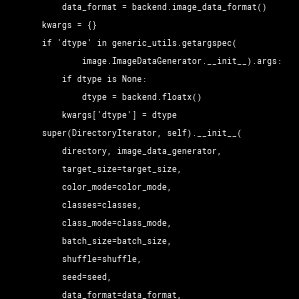 data_format = backend.image_data_format()
kwargs = {}
if 'dtype' in generic_utils.getargspec(
image.ImageDataGenerator.__init__).args:
if dtype is None:
dtype = backend.floatx()
kwargs['dtype'] = dtype
super(DirectoryIterator, self).__init__(
directory, image_data_generator,
target_size=target_size,
color_mode=color_mode,
classes=classes,
class_mode=class_mode,
batch_size=batch_size,
shuffle=shuffle,
seed=seed,
data_format=data_format,